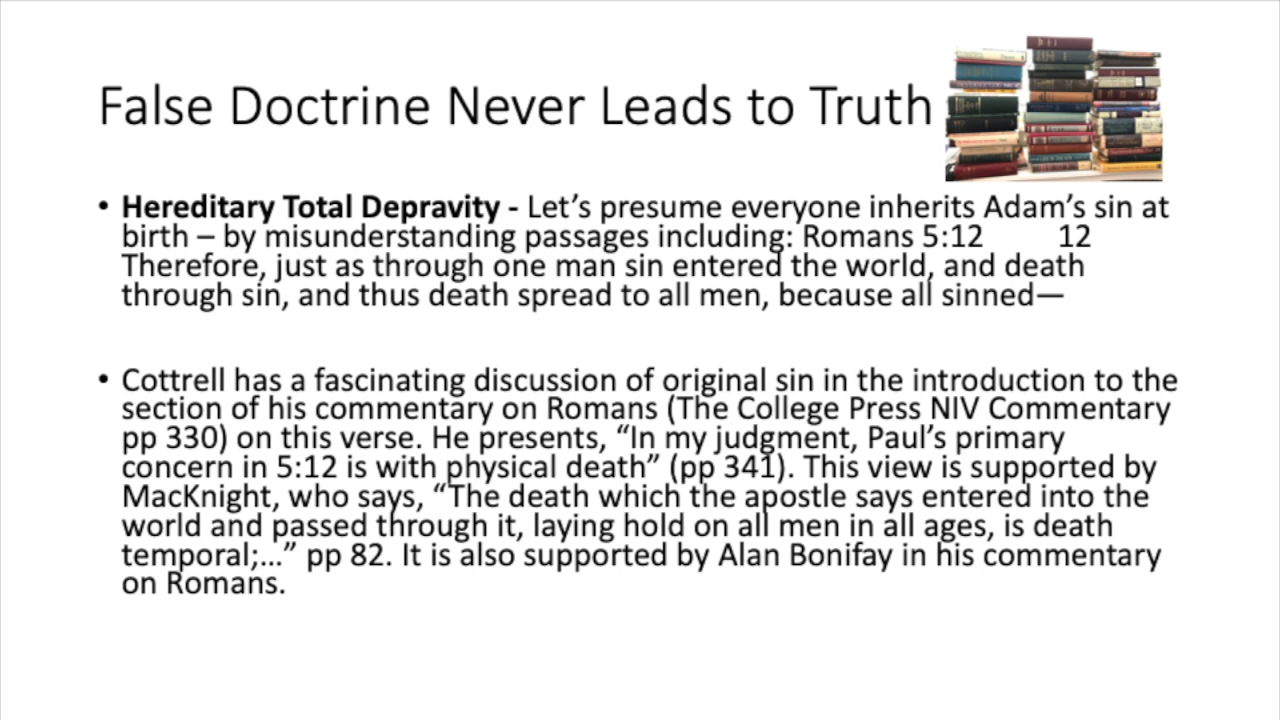 False Doctrine Never Leads to Truth
• Hereditary Total Depravity - Let’s presume everyone inherits Adam’s sin at
birth – by misunderstanding passages including: Romans 5:12 12
Therefore, just as through one man sin entered the world, and death
through sin, and thus death spread to all men, because all sinned—
• Cottrell has a fascinating discussion of original sin in the introduction to the
section of his commentary on Romans (The College Press NIV Commentary
pp 330) on this verse. He presents, “In my judgment, Paul’s primary
concern in 5:12 is with physical death” (pp 341). This view is supported by
MacKnight, who says, “The death which the apostle says entered into the
world and passed through it, laying hold on all men in all ages, is death
temporal;…” pp 82. It is also supported by Alan Bonifay in his commentary
on Romans.